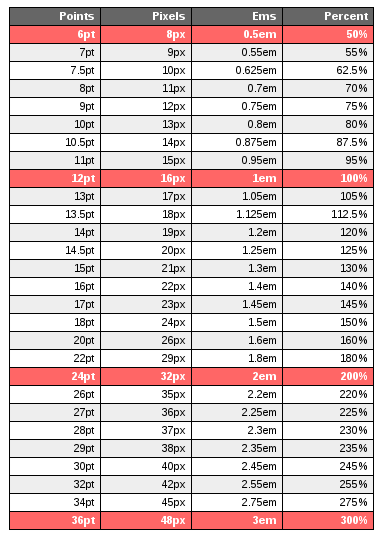 Points Pixels Ems Percent
6pt 8px 0.5em 50%
7pt 9px 0.55em 55%
7.5pt 10px 0.625em 62.5%
8pt 11px 0.7em 70%
9pt 12px 0.75em 75%
10pt 13px 0.8em 80%
10.5pt 14px 0.875em 87.5%
11pt 15px 0.95em 95%
12pt 16px 1em 100%
13pt 17px 1.05em 105%
13.5pt 18px 1.125em 112.5%
14pt 19px 1.2em 120%
14.5pt 20px 1.25em 125%
15pt 21px 1.3em 130%
16pt 22px 1.4em 140%
17pt 23px 1.45em 145%
18pt 24px 1.5em 150%
20pt 26px 1.6em 160%
22pt 29px 1.8em 180%
24pt 32px 2em 200%
26pt 35px 2.2em 220%
27pt 36px 2.25em 225%
28pt 37px 2.3em 230%
29pt 38px 2.35em 235%
30pt 40px 2.45em 245%
32pt 42px 2.55em 255%
34pt 45px 2.75em 275%
36pt 48px 3em 300%